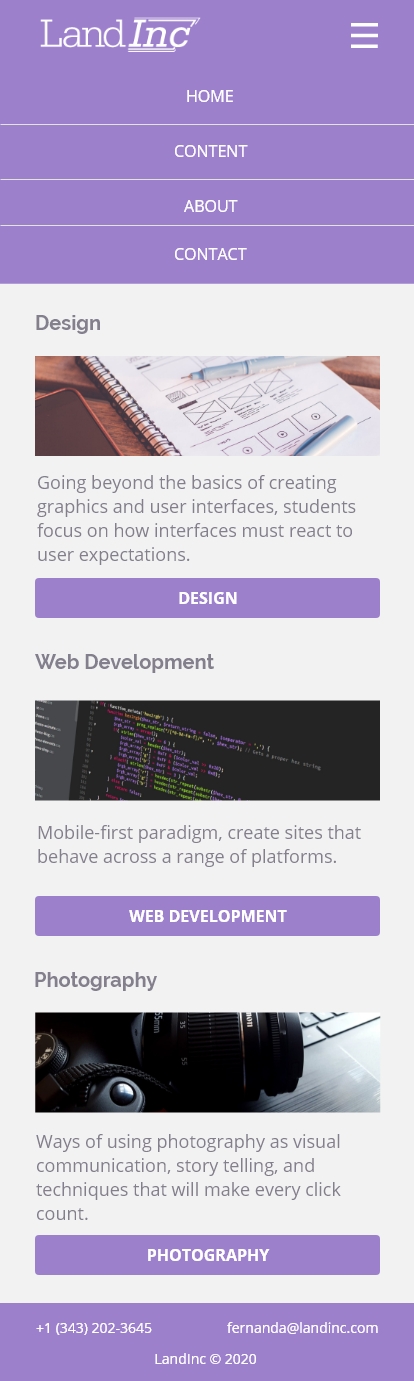 LandInc
HOME
CONTENT
ABOUT
CONTACT
Design
Going beyond the basics of creating
graphics and user interfaces, students
focus on how interfaces must react to
user expectations.
DESIGN
Web Development
Mobile-first paradigm, create sites that
behave across a range of platforms.
WEB DEVELOPMENT
Photography
35
Ways of using photography as visual
communication, story telling, and
techniques that will make every click
count.
PHOTOGRAPHY
+1 (343) 202-3645
fernanda@landinc.com
LandInc © 2020